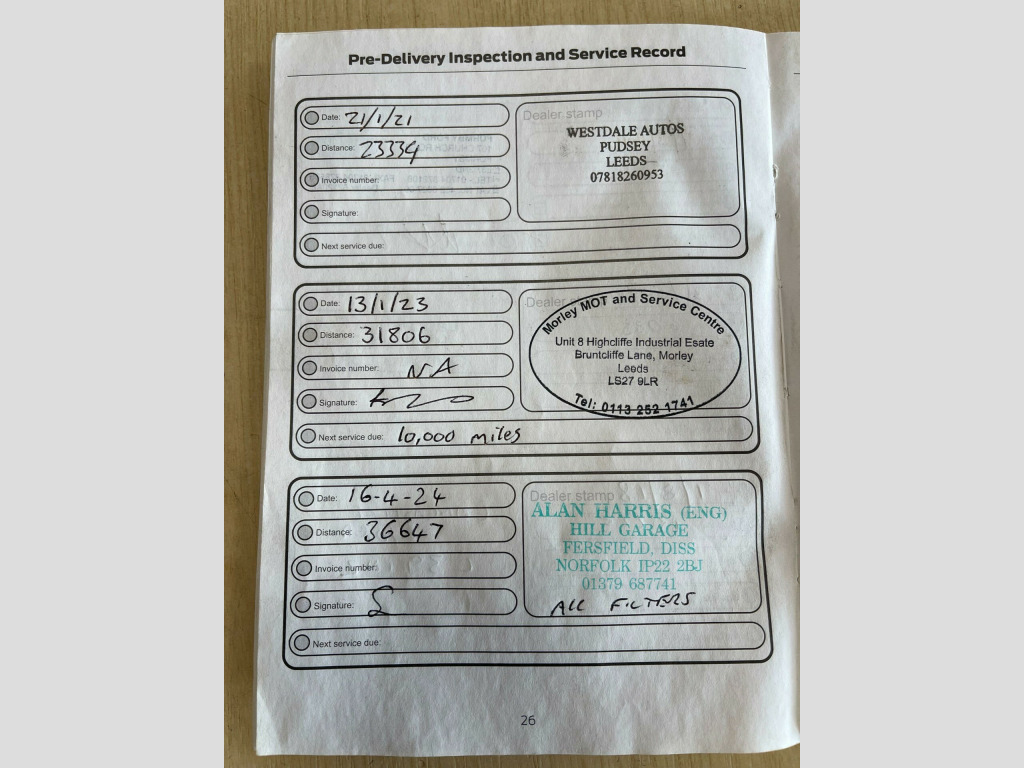 Pre-Delivery Inspection and Service Record
Date: 21/1/21
Distance: 23334
Invoice number:
Signature:
Next service due:
Dealer stamp
WESTDALE AUTOS
PUDSEY
LEEDS
07818260953
Date: 13/1/23
Distance: 31806
Invoice number: NA
Signature:
Next service due: 10,000 miles
Dealer
Morley MOT and Service Centre
Unit 8 Highcliffe Industrial Esate
Bruntcliffe Lane, Morley
Leeds
LS27 9LR
Tel: 0113 252 1741
Date: 16-4-24
Distance: 36647
Invoice number:
Signature:
Next service due:
Dealer stamp
ALAN HARRIS (ENG)
HILL GARAGE
FERSFIELD, DISS
NORFOLK IP22 2BJ
01379 687741
ALL FILTERS
26